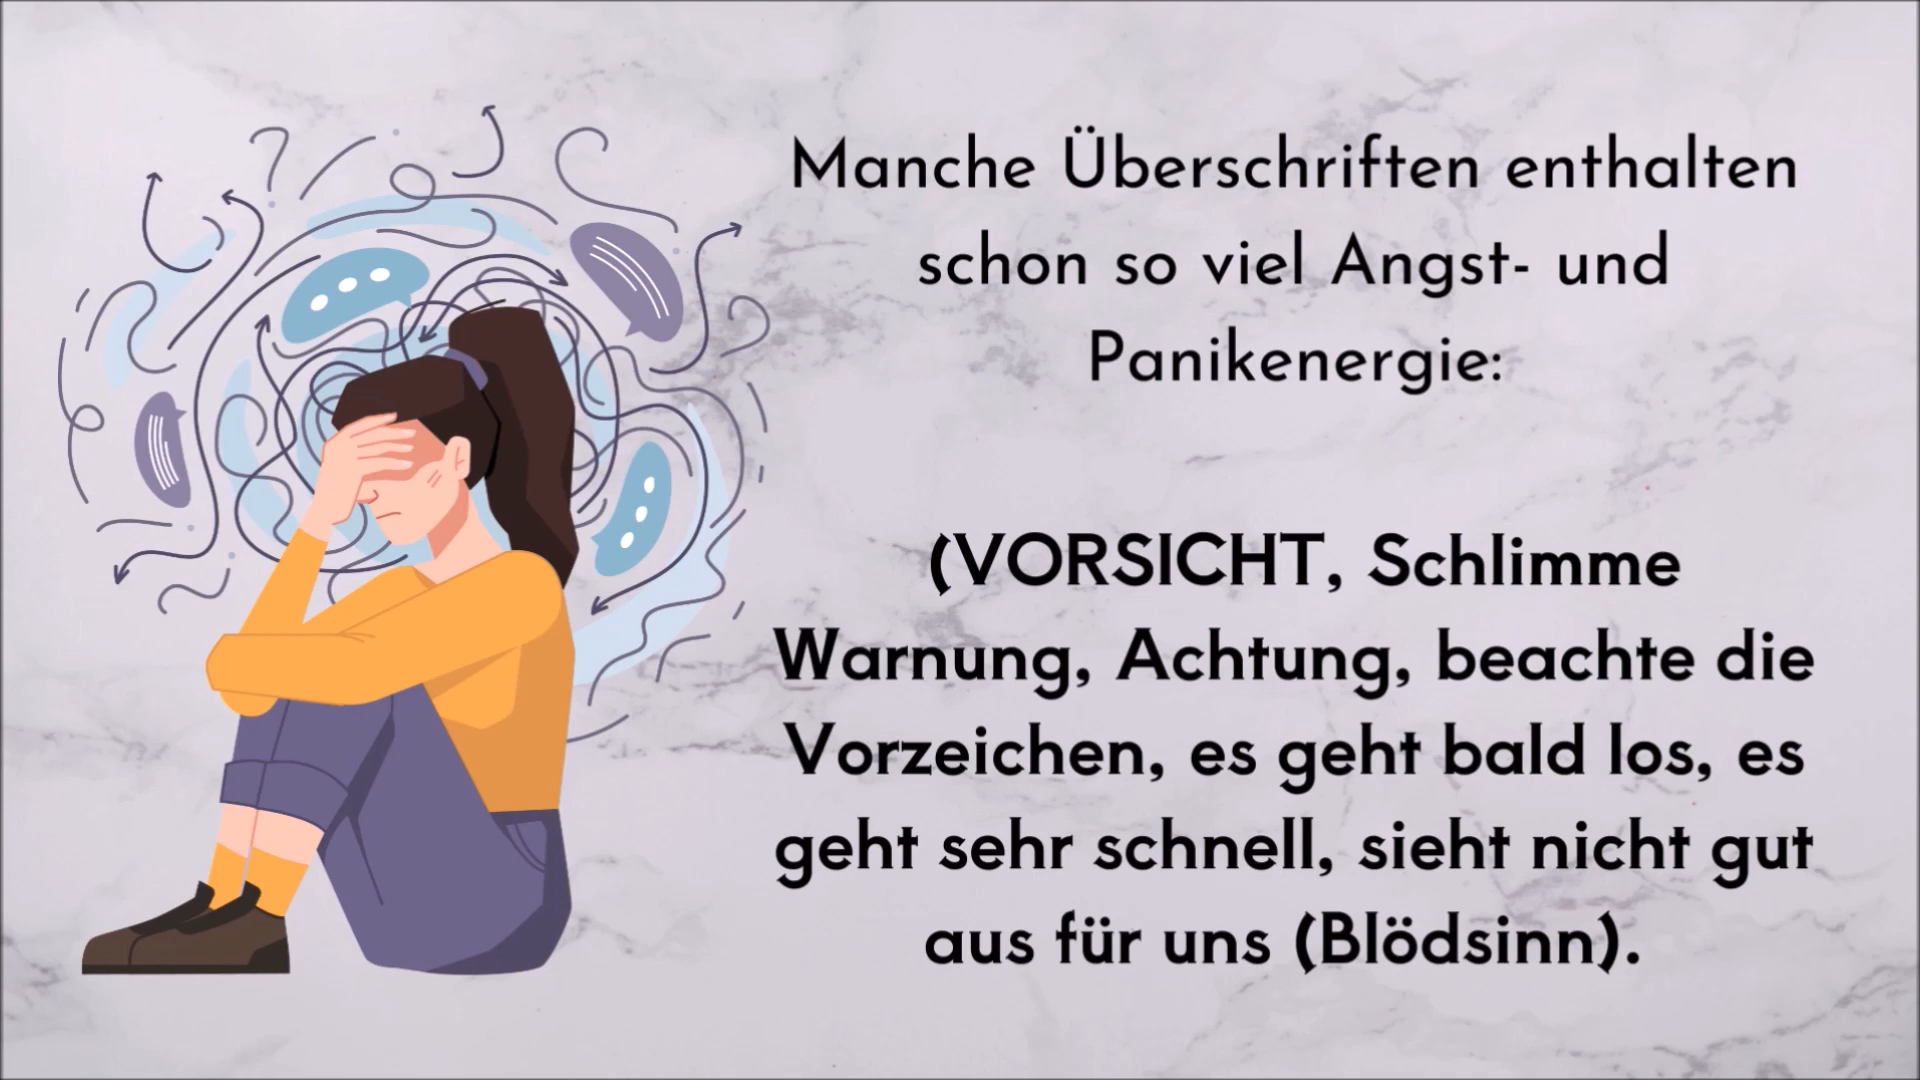 Manche Überschriften enthalten
schon so viel Angst- und
Panikenergie:
(VORSICHT, Schlimme
Warnung, Achtung, beachte die
Vorzeichen, es geht bald los, es
geht sehr schnell, sieht nicht gut
aus für uns (Blödsinn).